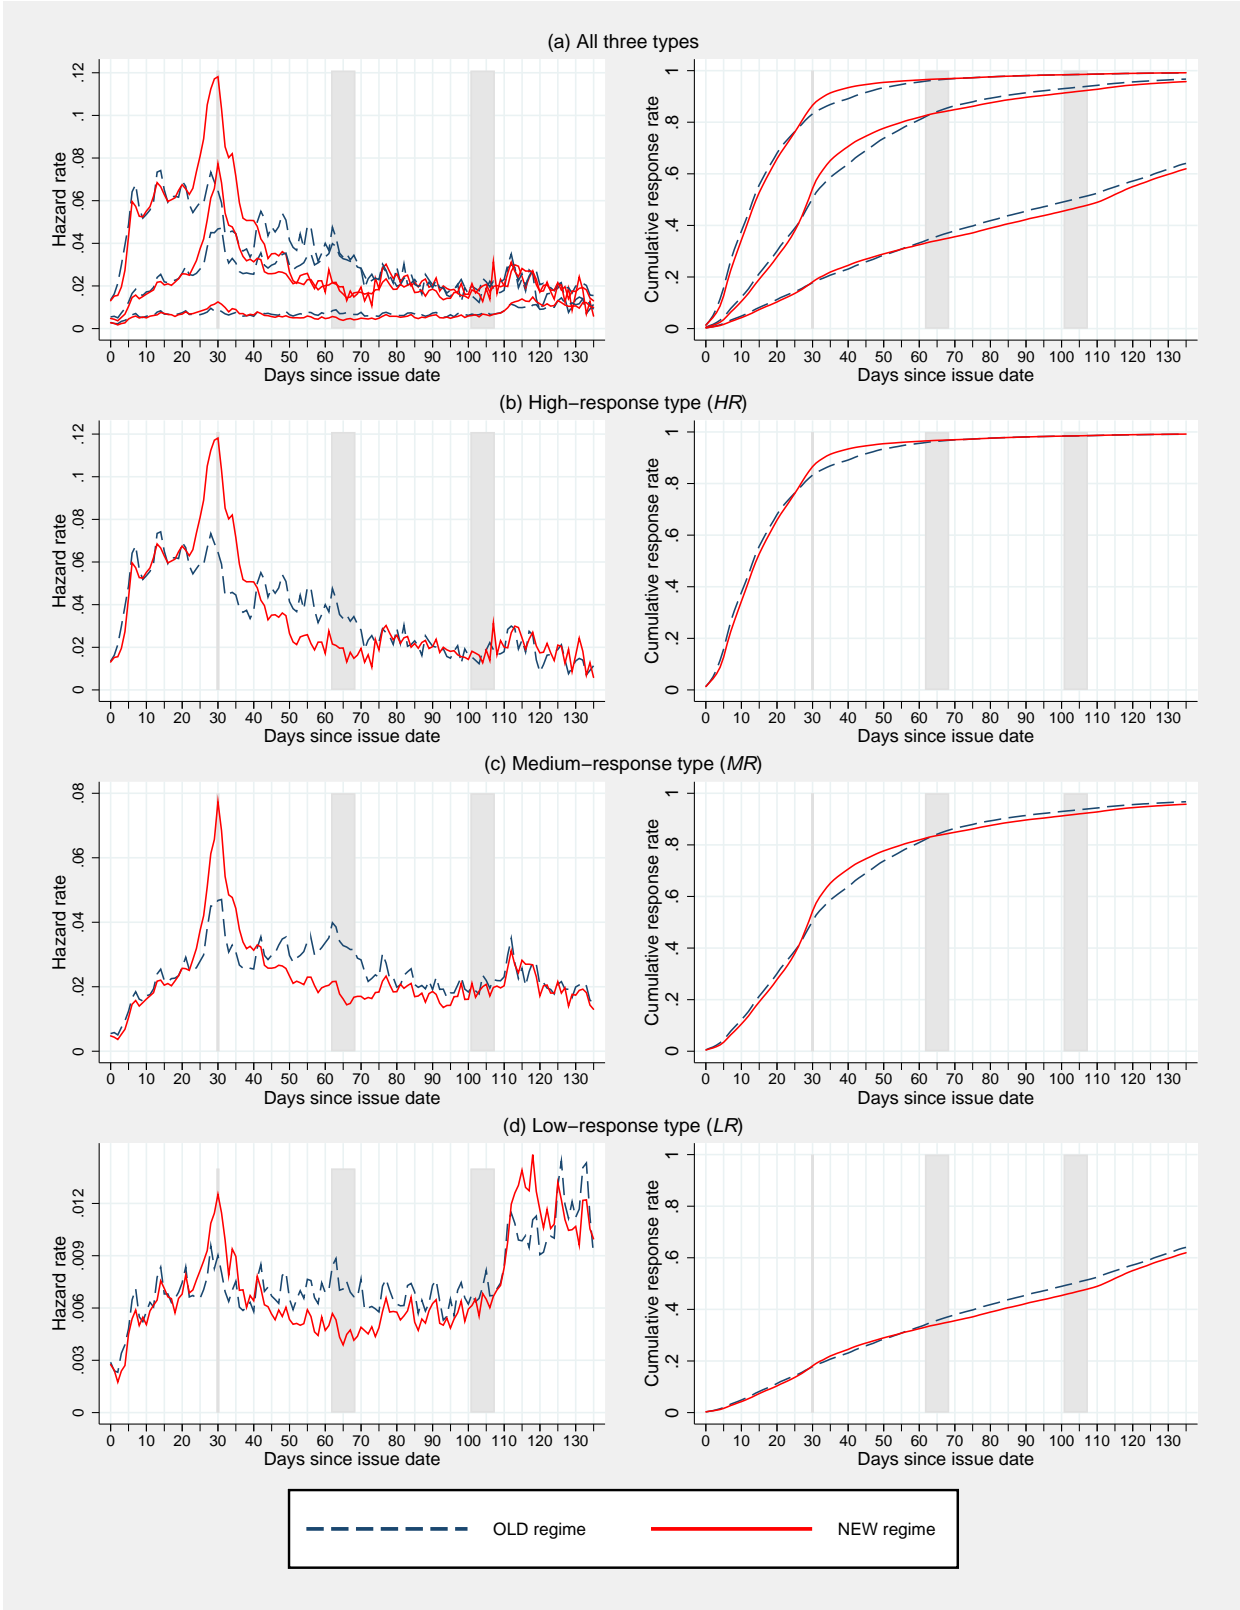 (a) All three types
Hazard rate
0 .02 .04 .06 .08 .1 .12
0 10 20 30 40 50 60 70 80 90 100 110 120 130
Days since issue date
Cumulative response rate
0 .2 .4 .6 .8 1
0 10 20 30 40 50 60 70 80 90 100 110 120 130
Days since issue date
(b) High−response type (HR)
Hazard rate
0 .02 .04 .06 .08 .1 .12
0 10 20 30 40 50 60 70 80 90 100 110 120 130
Days since issue date
Cumulative response rate
0 .2 .4 .6 .8 1
0 10 20 30 40 50 60 70 80 90 100 110 120 130
Days since issue date
(c) Medium−response type (MR)
Hazard rate
0 .02 .04 .06 .08
0 10 20 30 40 50 60 70 80 90 100 110 120 130
Days since issue date
Cumulative response rate
0 .2 .4 .6 .8 1
0 10 20 30 40 50 60 70 80 90 100 110 120 130
Days since issue date
(d) Low−response type (LR)
Hazard rate
0 .003 .006 .009 .012
0 10 20 30 40 50 60 70 80 90 100 110 120 130
Days since issue date
Cumulative response rate
0 .2 .4 .6 .8 1
0 10 20 30 40 50 60 70 80 90 100 110 120 130
Days since issue date
OLD regime NEW regime